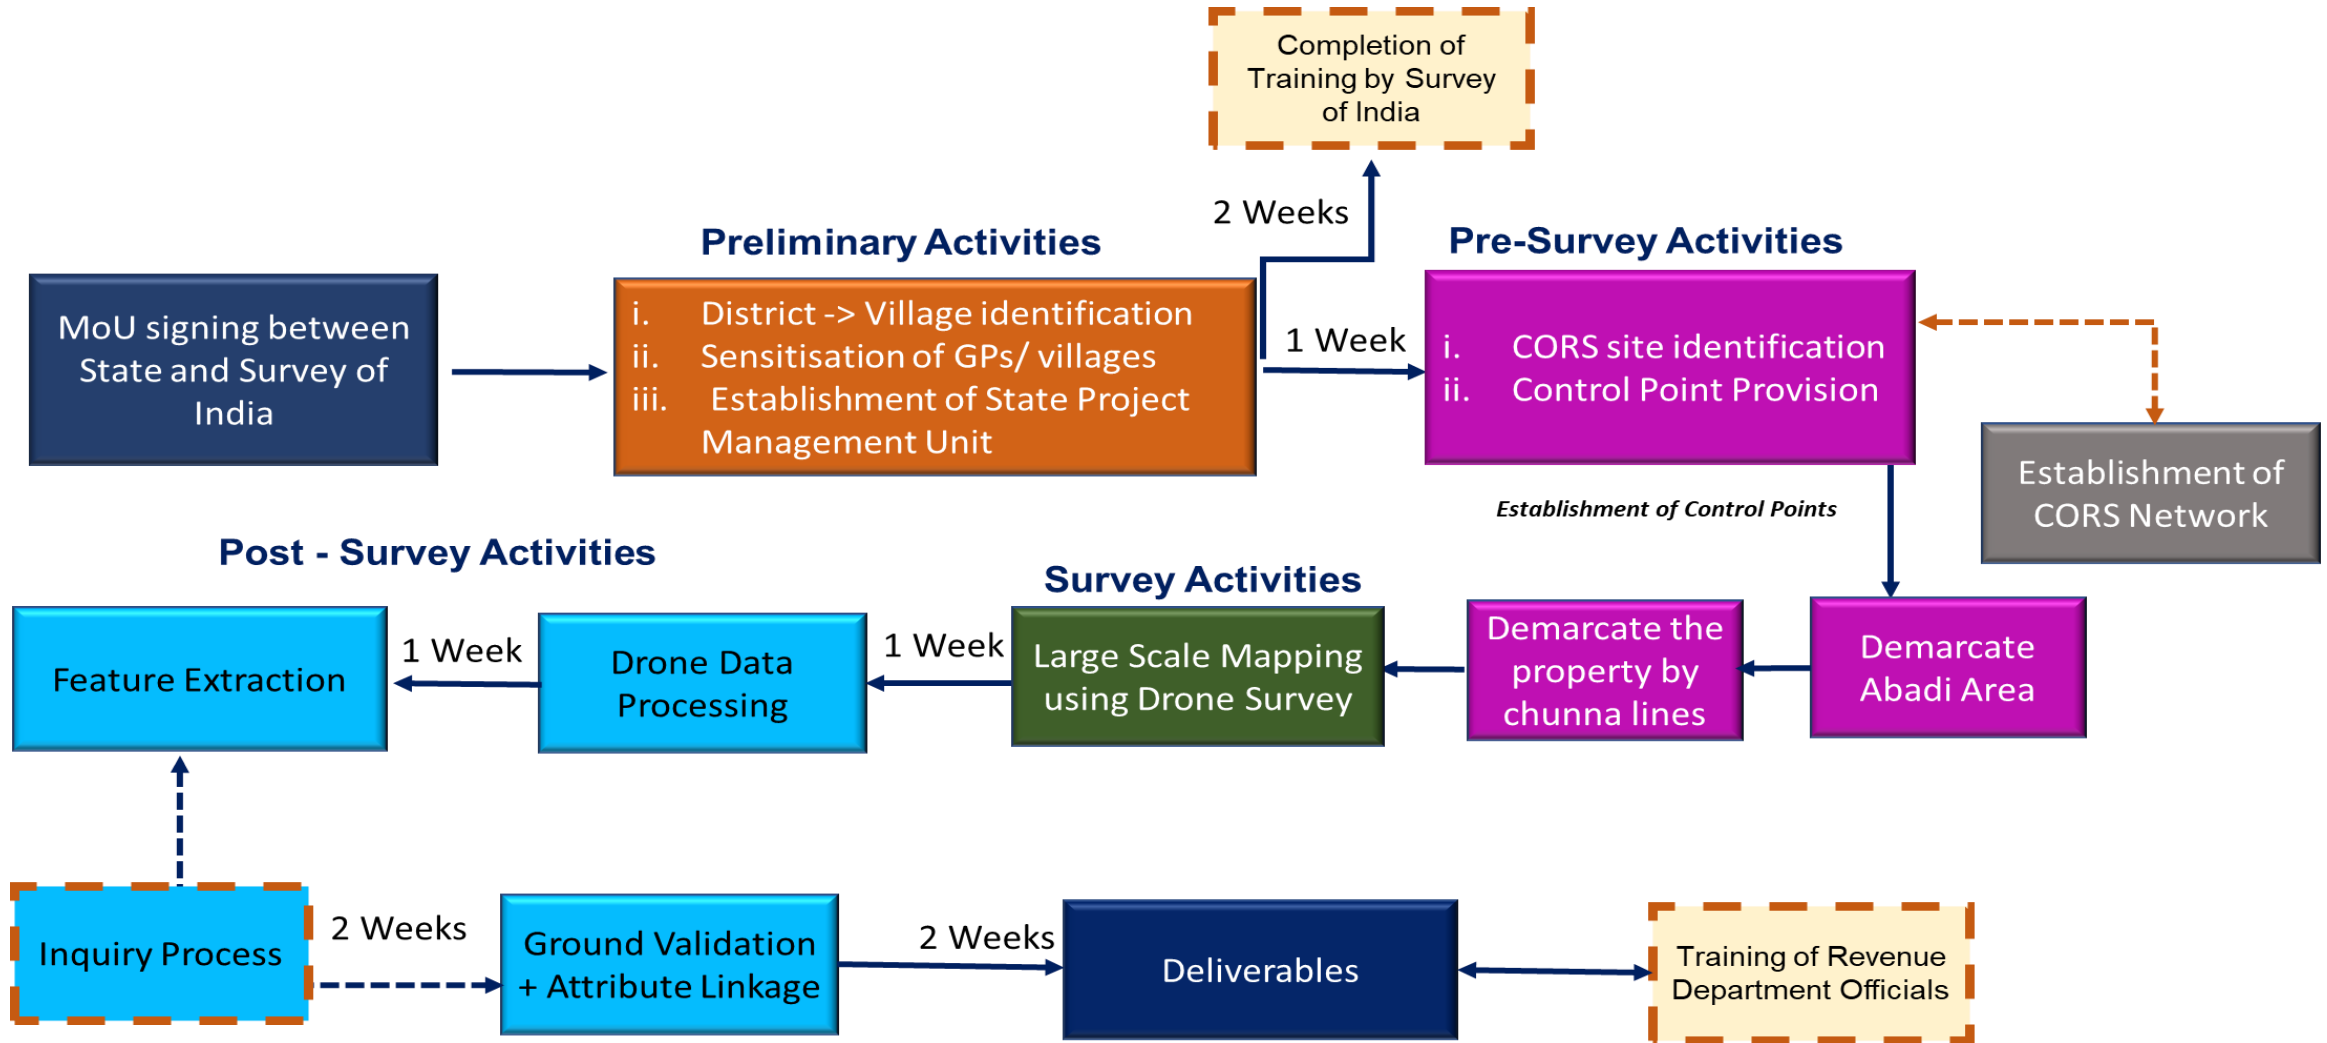 Completion of
Training by Survey
of India
2 Weeks
Preliminary Activities
Pre-Survey Activities
MoU signing between
State and Survey of
India
i. District -> Village identification
ii. Sensitisation of GPs/ villages
iii. Establishment of State Project
Management Unit
1 Week
i. CORS site identification
ii. Control Point Provision
Establishment of
CORS Network
Establishment of Control Points
Post - Survey Activities
Survey Activities
Feature Extraction
1 Week
Drone Data
Processing
1 Week
Large Scale Mapping
using Drone Survey
Demarcate the
property by
chunna lines
Demarcate
Abadi Area
Inquiry Process
2 Weeks
Ground Validation
+ Attribute Linkage
2 Weeks
Deliverables
Training of Revenue
Department Officials